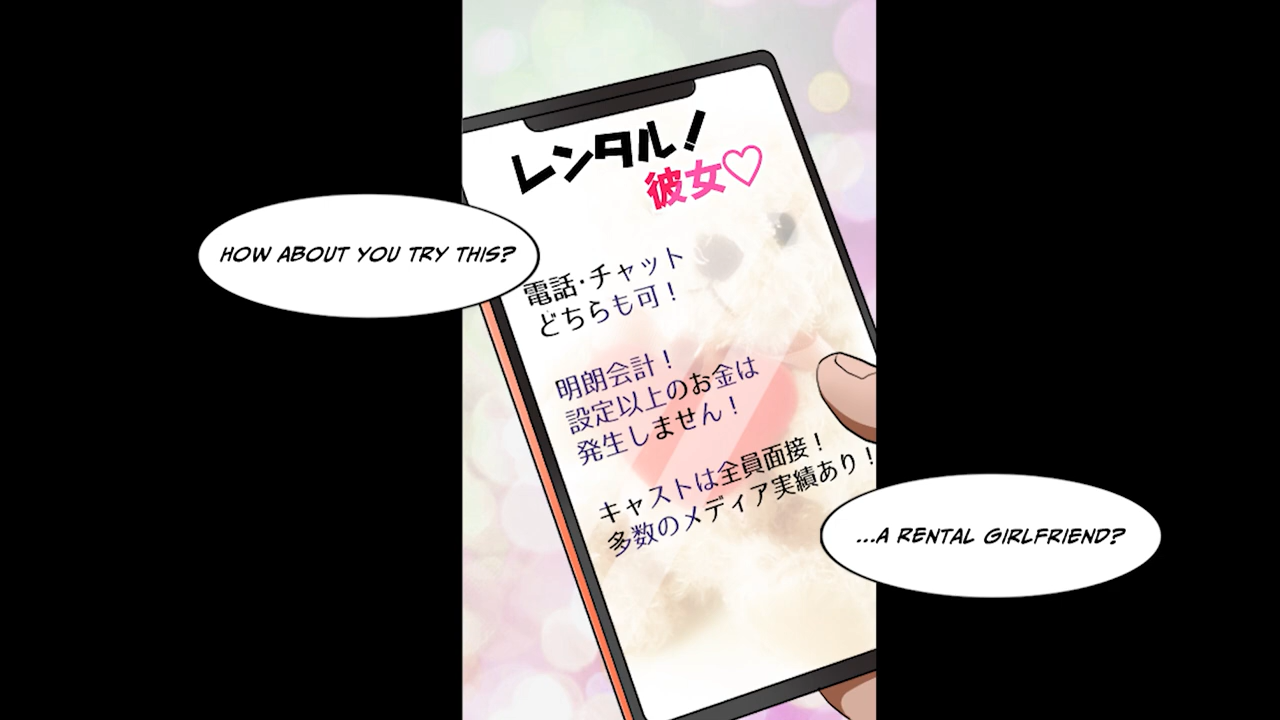 レンタル!
彼女♡
HOW ABOUT YOU TRY THIS?
電話・チャット
どちらも可!
明朗会計!
設定以上のお金は
発生しません!
キャストは全員面接!
多数のメディア実績あり!
...A RENTAL GIRLFRIEND?